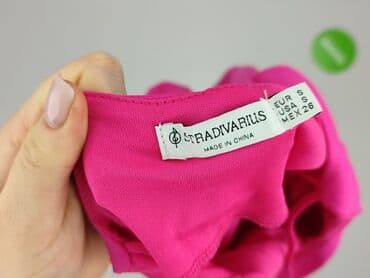 STRADIVARIUS
MADE IN CHINA
EUR S
USA S
MEX 26